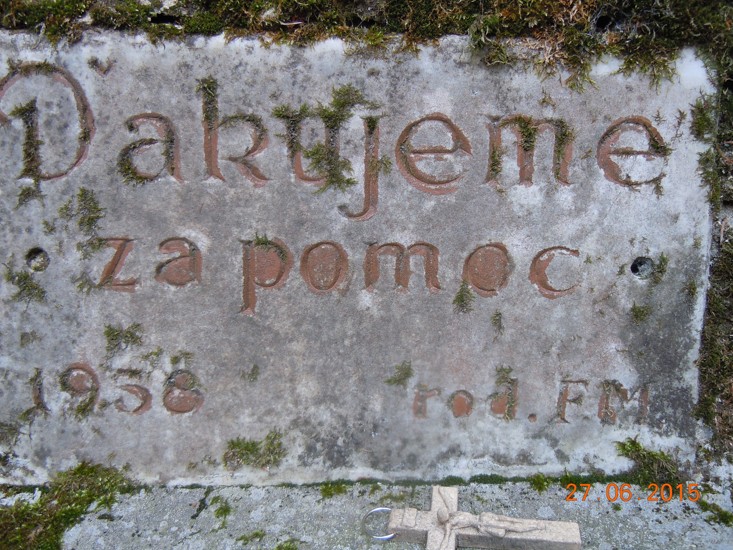 Ďakujeme
za pomoc
1938 rod. FM
27 06 2015